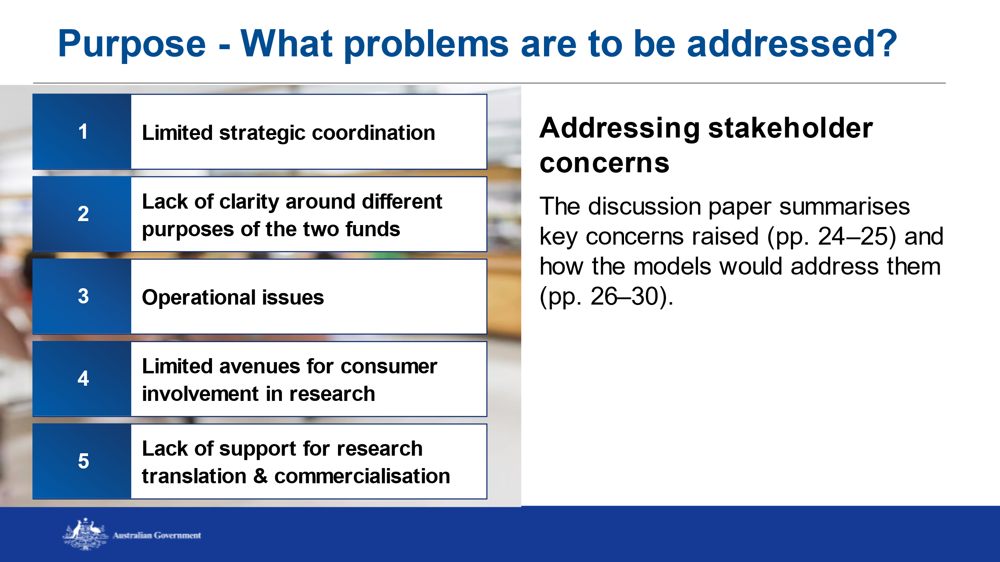 Purpose - What problems are to be addressed?
1
Limited strategic coordination
2
Lack of clarity around different
purposes of the two funds
3
Operational issues
4
Limited avenues for consumer
involvement in research
5
Lack of support for research
translation & commercialisation
Addressing stakeholder
concerns
The discussion paper summarises
key concerns raised (pp. 24–25) and
how the models would address them
(pp. 26–30).
Australian Government